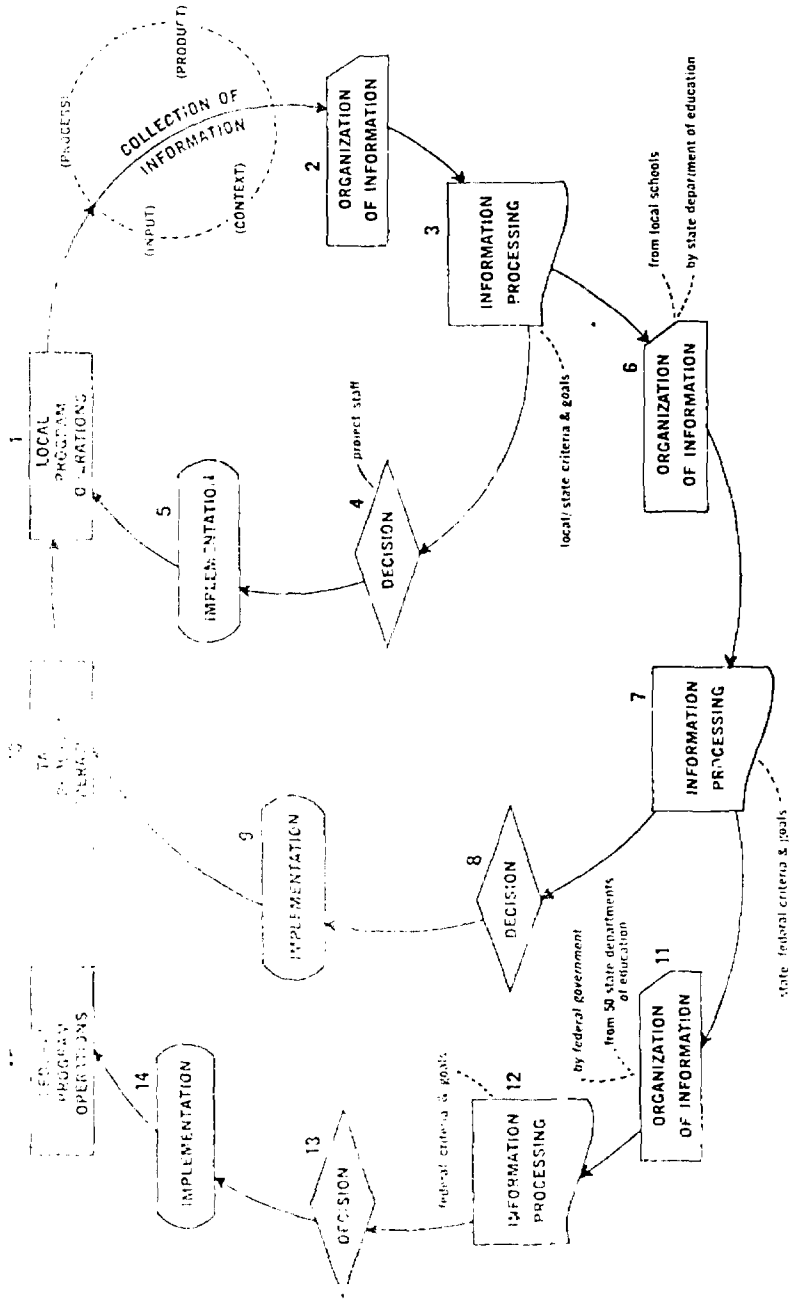 1
LOCAL
PROGRAM
OPERATIONS
(PROCESS)
(PRODUCT)
COLLECTION OF
INFORMATION
(INPUT)
(CONTEXT)
2
ORGANIZATION
OF INFORMATION
3
INFORMATION
PROCESSING
local/state criteria & goals
4
DECISION
project staff
5
IMPLEMENTATION
6
ORGANIZATION
OF INFORMATION
from local schools
by state department of education
7
INFORMATION
PROCESSING
state federal criteria & goals
8
DECISION
9
IMPLEMENTATION
11
ORGANIZATION
OF INFORMATION
by federal government
from 50 state departments
of education
12
INFORMATION
PROCESSING
federal criteria & goals
13
DECISION
14
IMPLEMENTATION
PROGRAM
OPERATIONS